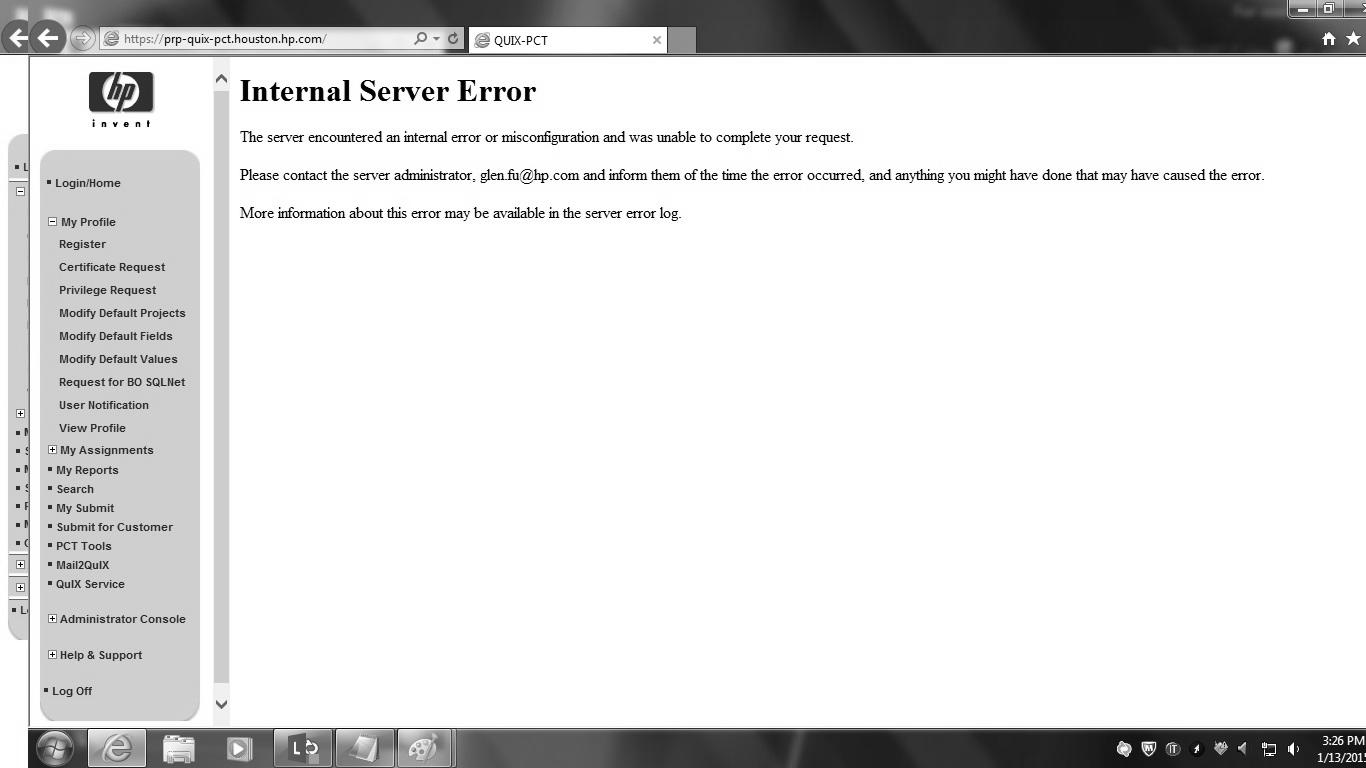 https://prp-quix-pct.houston.hp.com/
QUIX-PCT
hp
invent
Login/Home
My Profile
Register
Certificate Request
Privilege Request
Modify Default Projects
Modify Default Fields
Modify Default Values
Request for BO SQLNet
User Notification
View Profile
My Assignments
My Reports
Search
My Submit
Submit for Customer
PCT Tools
Mail2QuIX
QuIX Service
Administrator Console
Help & Support
Log Off
Internal Server Error
The server encountered an internal error or misconfiguration and was unable to complete your request.
Please contact the server administrator, glen.fu@hp.com and inform them of the time the error occurred, and anything you might have done that may have caused the error.
More information about this error may be available in the server error log.
3:26 PM